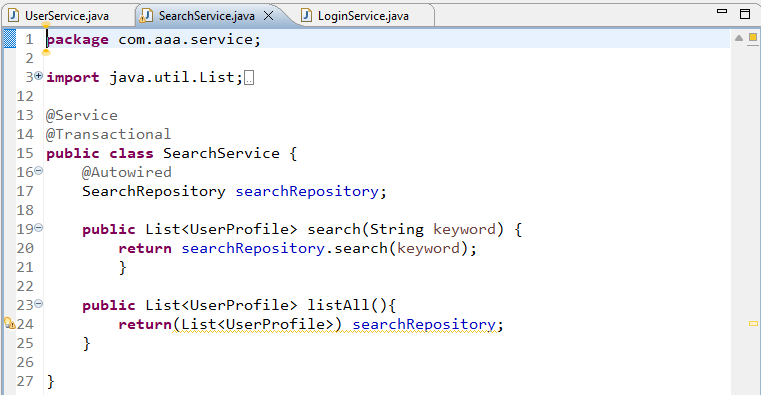 UserService.java SearchService.java LoginService.java
1 package com.aaa.service;
2
3 import java.util.List;
12
13 @Service
14 @Transactional
15 public class SearchService {
16 @Autowired
17 SearchRepository searchRepository;
18
19 public List<UserProfile> search(String keyword) {
20 return searchRepository.search(keyword);
21 }
22
23 public List<UserProfile> listAll(){
24 return(List<UserProfile>) searchRepository;
25 }
26
27 }